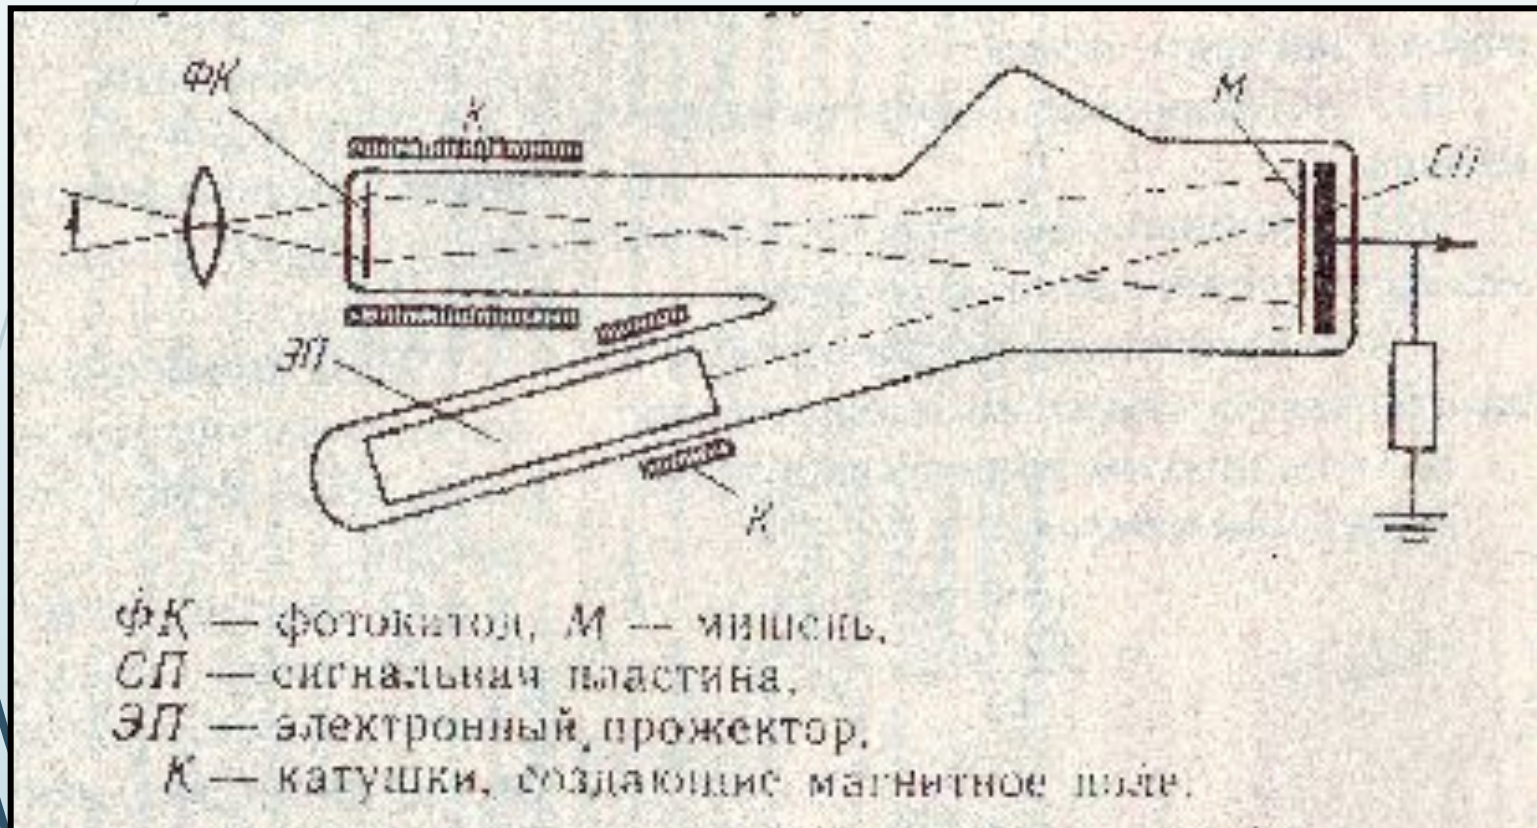 ФК
К
М
СП
ЭП
К
ФК — фотокатод, М — мишень,
СП — сигнальная пластина,
ЭП — электронный прожектор,
К — катушки, создающие магнитное поле.